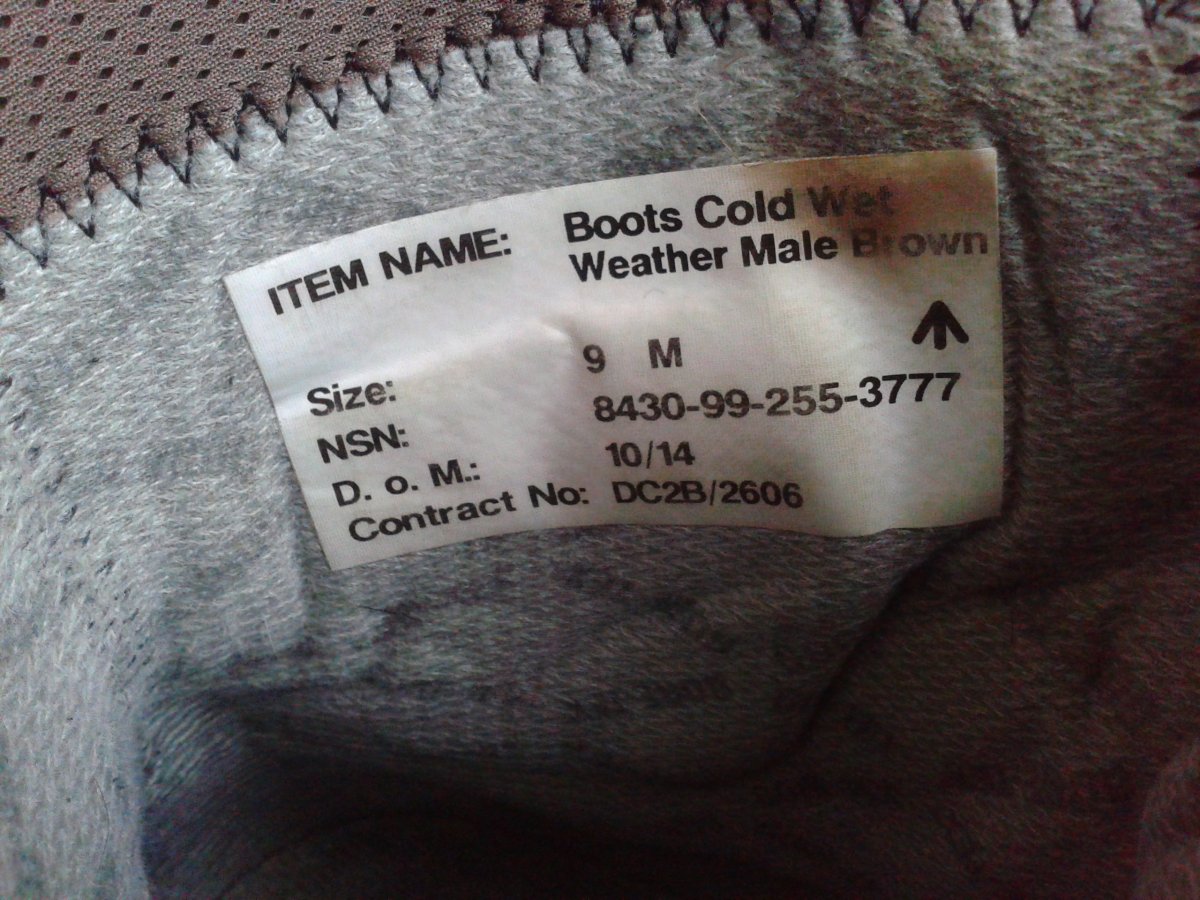 ITEM NAME: Boots Cold Wet
Weather Male Brown
Size: 9 M
NSN: 8430-99-255-3777
D. o. M.: 10/14
Contract No: DC2B/2606